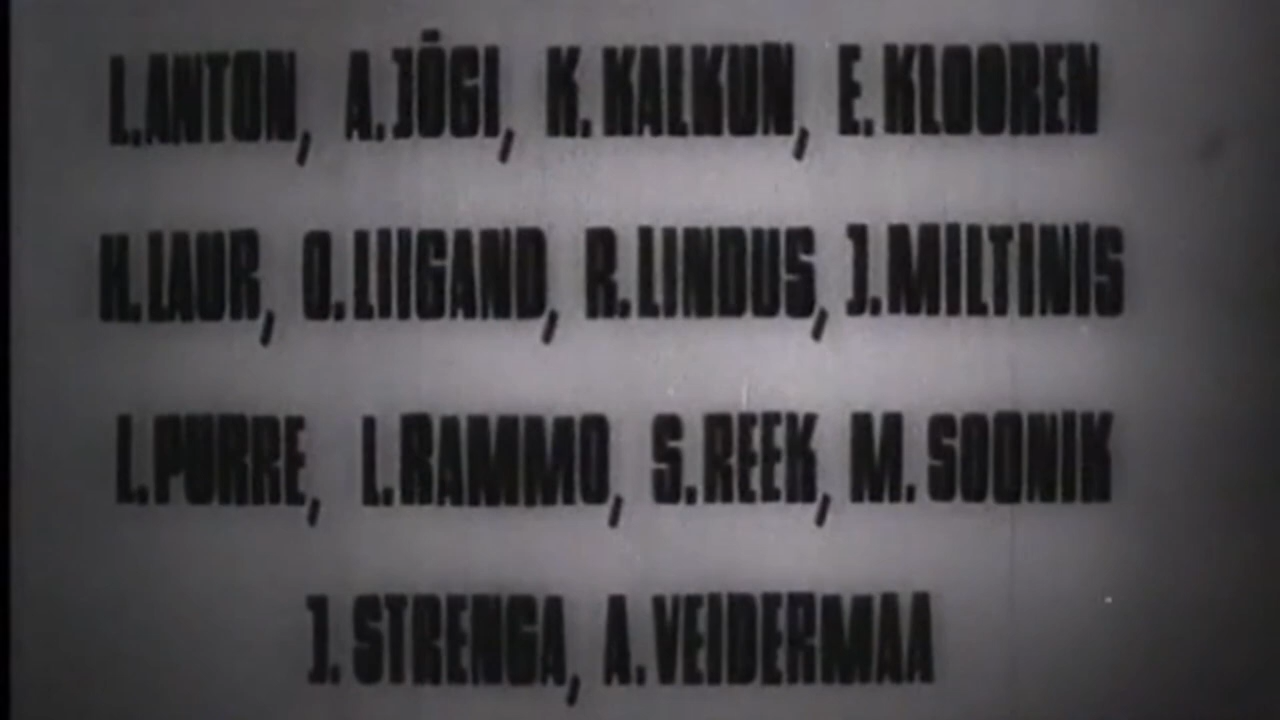 L. ANTON, A. JÕGI, K. KALKUN, E. KLOOREN
H. LAUR, O. LIIGAND, R. LINDUS, J. MILTINIS
L. PURRE, L. RAMMO, S. REEK, M. SOONIK
J. STRENGA, A. VEIDERMAA